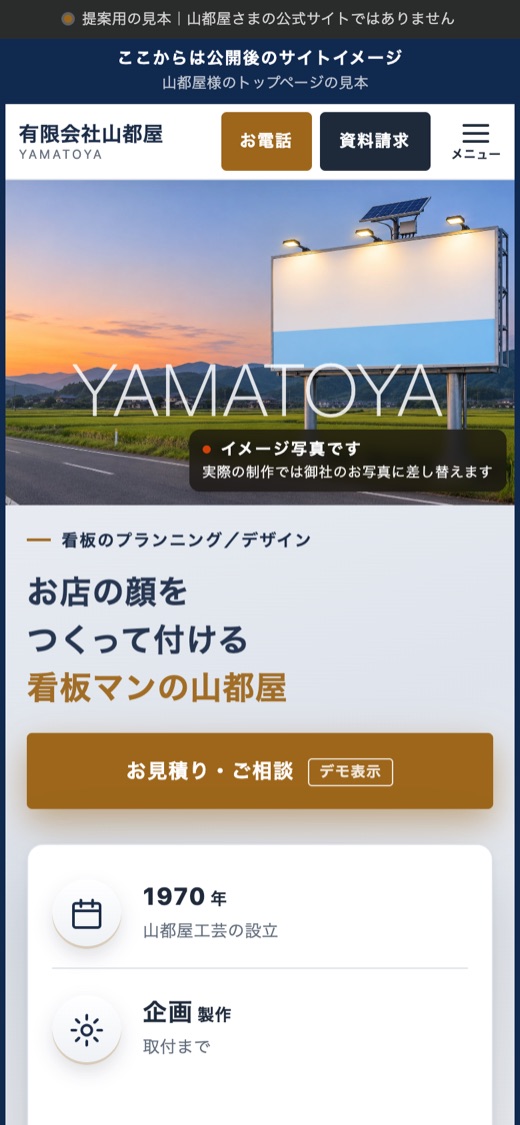 提案用の見本｜山都屋さまの公式サイトではありません
ここからは公開後のサイトイメージ
山都屋様のトップページの見本
有限会社山都屋
YAMATOYA
お電話
資料請求
メニュー
YAMATOYA
イメージ写真です
実際の制作では御社のお写真に差し替えます
看板のプランニング／デザイン
お店の顔を
つくって付ける
看板マンの山都屋
お見積り・ご相談 デモ表示
1970 年
山都屋工芸の設立
企画 製作
取付まで